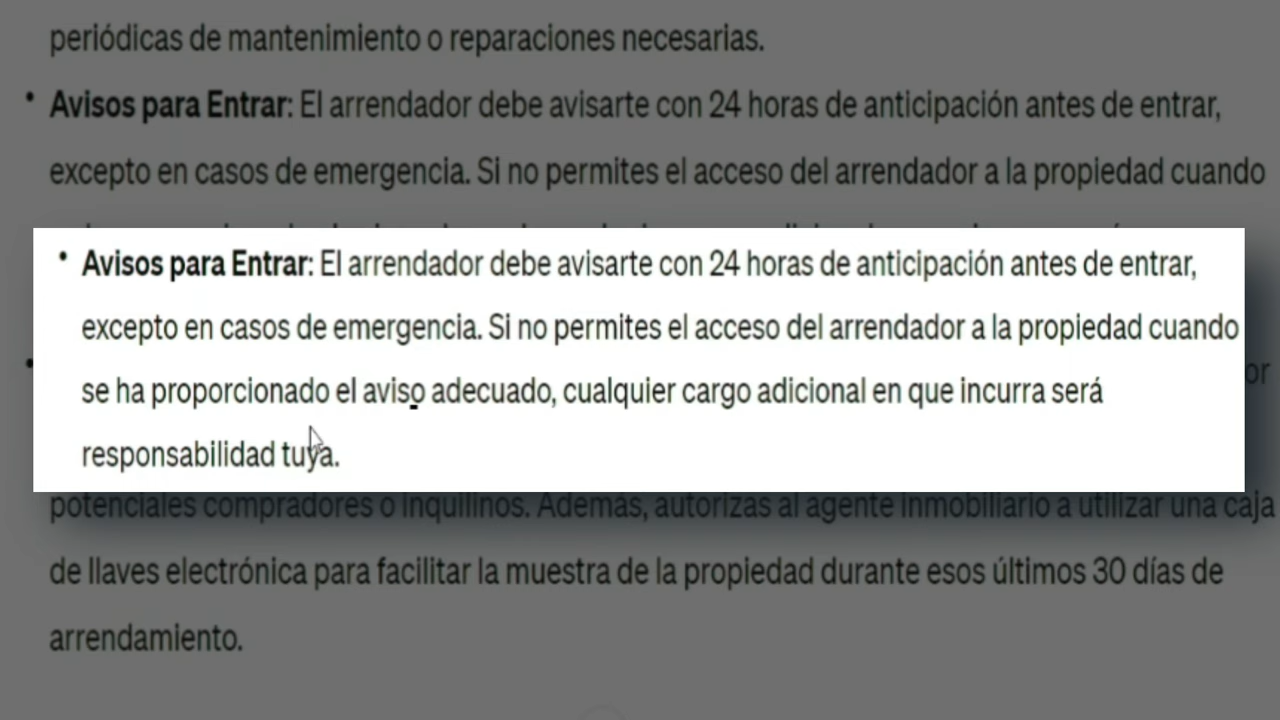 periódicas de mantenimiento o reparaciones necesarias.
• Avisos para Entrar: El arrendador debe avisarte con 24 horas de anticipación antes de entrar,
excepto en casos de emergencia. Si no permites el acceso del arrendador a la propiedad cuando
• Avisos para Entrar: El arrendador debe avisarte con 24 horas de anticipación antes de entrar,
excepto en casos de emergencia. Si no permites el acceso del arrendador a la propiedad cuando
se ha proporcionado el aviso adecuado, cualquier cargo adicional en que incurra será
responsabilidad tuya.
potenciales compradores o inquilinos. Además, autorizas al agente inmobiliario a utilizar una caja
de llaves electrónica para facilitar la muestra de la propiedad durante esos últimos 30 días de
arrendamiento.